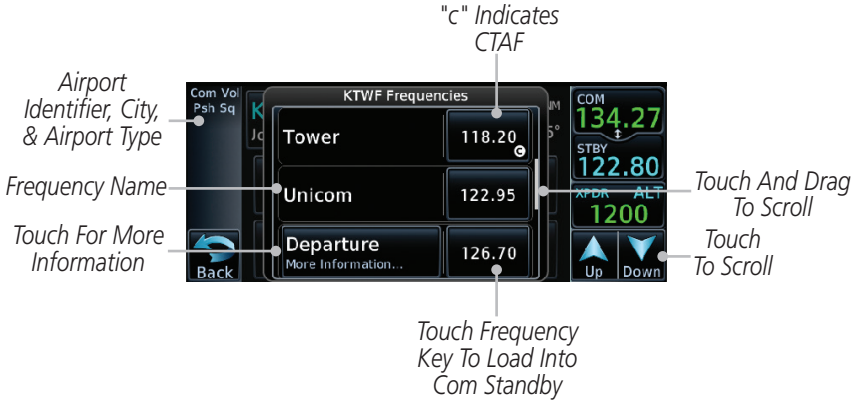 "c" Indicates
CTAF
Airport
Identifier, City,
& Airport Type
Frequency Name
Touch For More
Information
Com Vol
Psh Sq
Back
KTWF Frequencies
K
Jo
NM
5°
Tower
118.20
c
Unicom
122.95
Departure
More Information...
126.70
COM
134.27
STBY
122.80
XPDR ALT
1200
Up Down
Touch And Drag
To Scroll
Touch
To Scroll
Touch Frequency
Key To Load Into
Com Standby